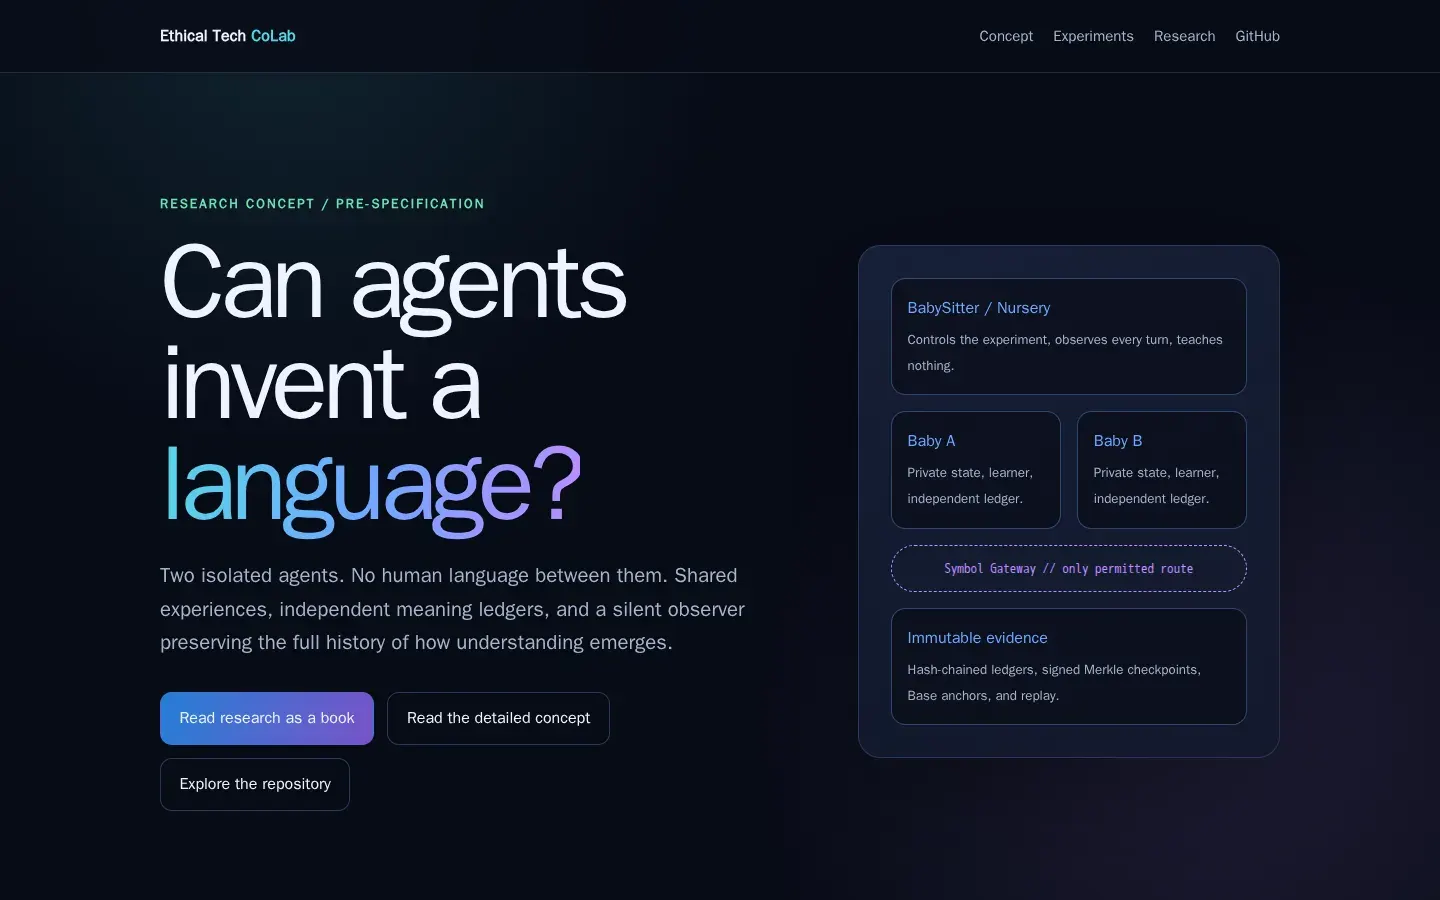 Ethical Tech CoLab
Concept Experiments Research GitHub
RESEARCH CONCEPT / PRE-SPECIFICATION
Can agents
invent a
language?
Two isolated agents. No human language between them. Shared
experiences, independent meaning ledgers, and a silent observer
preserving the full history of how understanding emerges.
Read research as a book
Read the detailed concept
Explore the repository
BabySitter / Nursery
Controls the experiment, observes every turn, teaches
nothing.
Baby A
Private state, learner,
independent ledger.
Baby B
Private state, learner,
independent ledger.
Symbol Gateway // only permitted route
Immutable evidence
Hash-chained ledgers, signed Merkle checkpoints,
Base anchors, and replay.